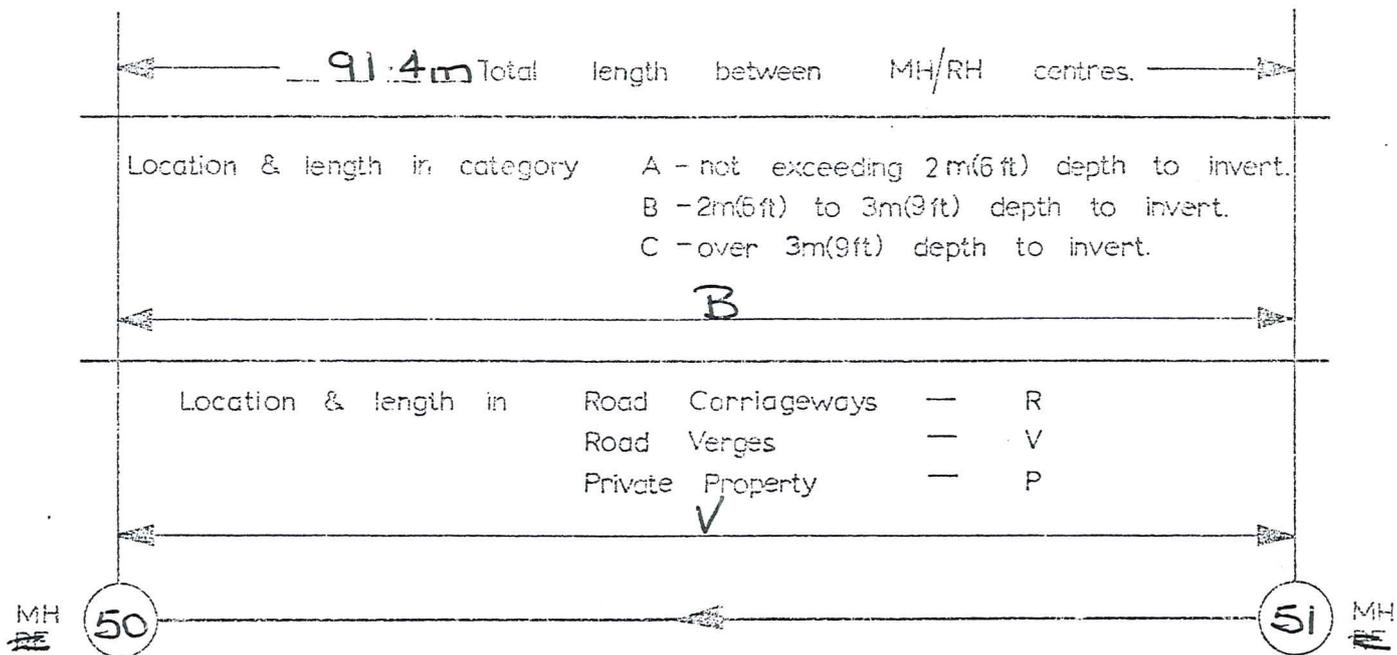 91.4m Total length between MH/RH centres.
Location & length in category A - not exceeding 2m(6ft) depth to invert.
B - 2m(6ft) to 3m(9ft) depth to invert.
C - over 3m(9ft) depth to invert.
B
Location & length in Road Carriageways — R
Road Verges — V
Private Property — P
V
MH 50 51 MH